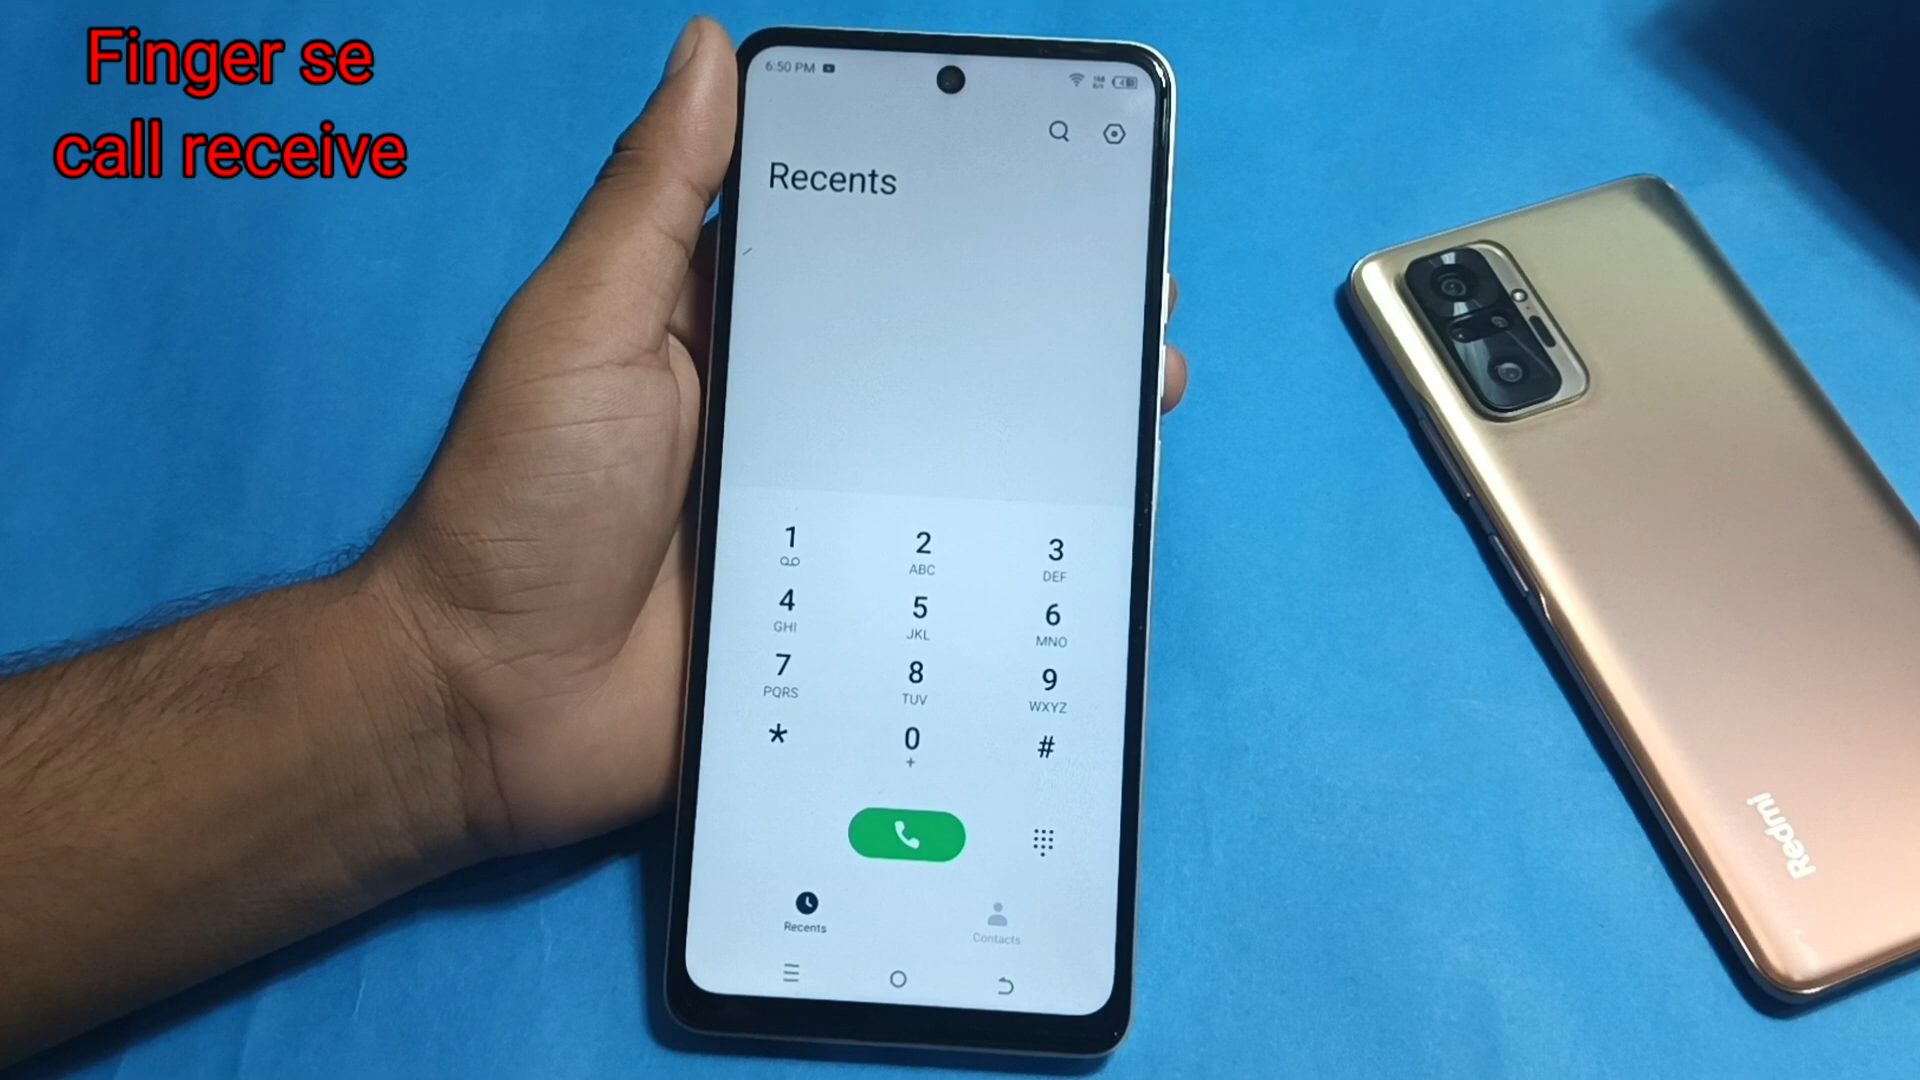 Finger se
call receive
6:50 PM
Recents
1
2
ABC
3
DEF
4
GHI
5
JKL
6
MNO
7
PQRS
8
TUV
9
WXYZ
*
0
+
#
Recents
Contacts
Redmi